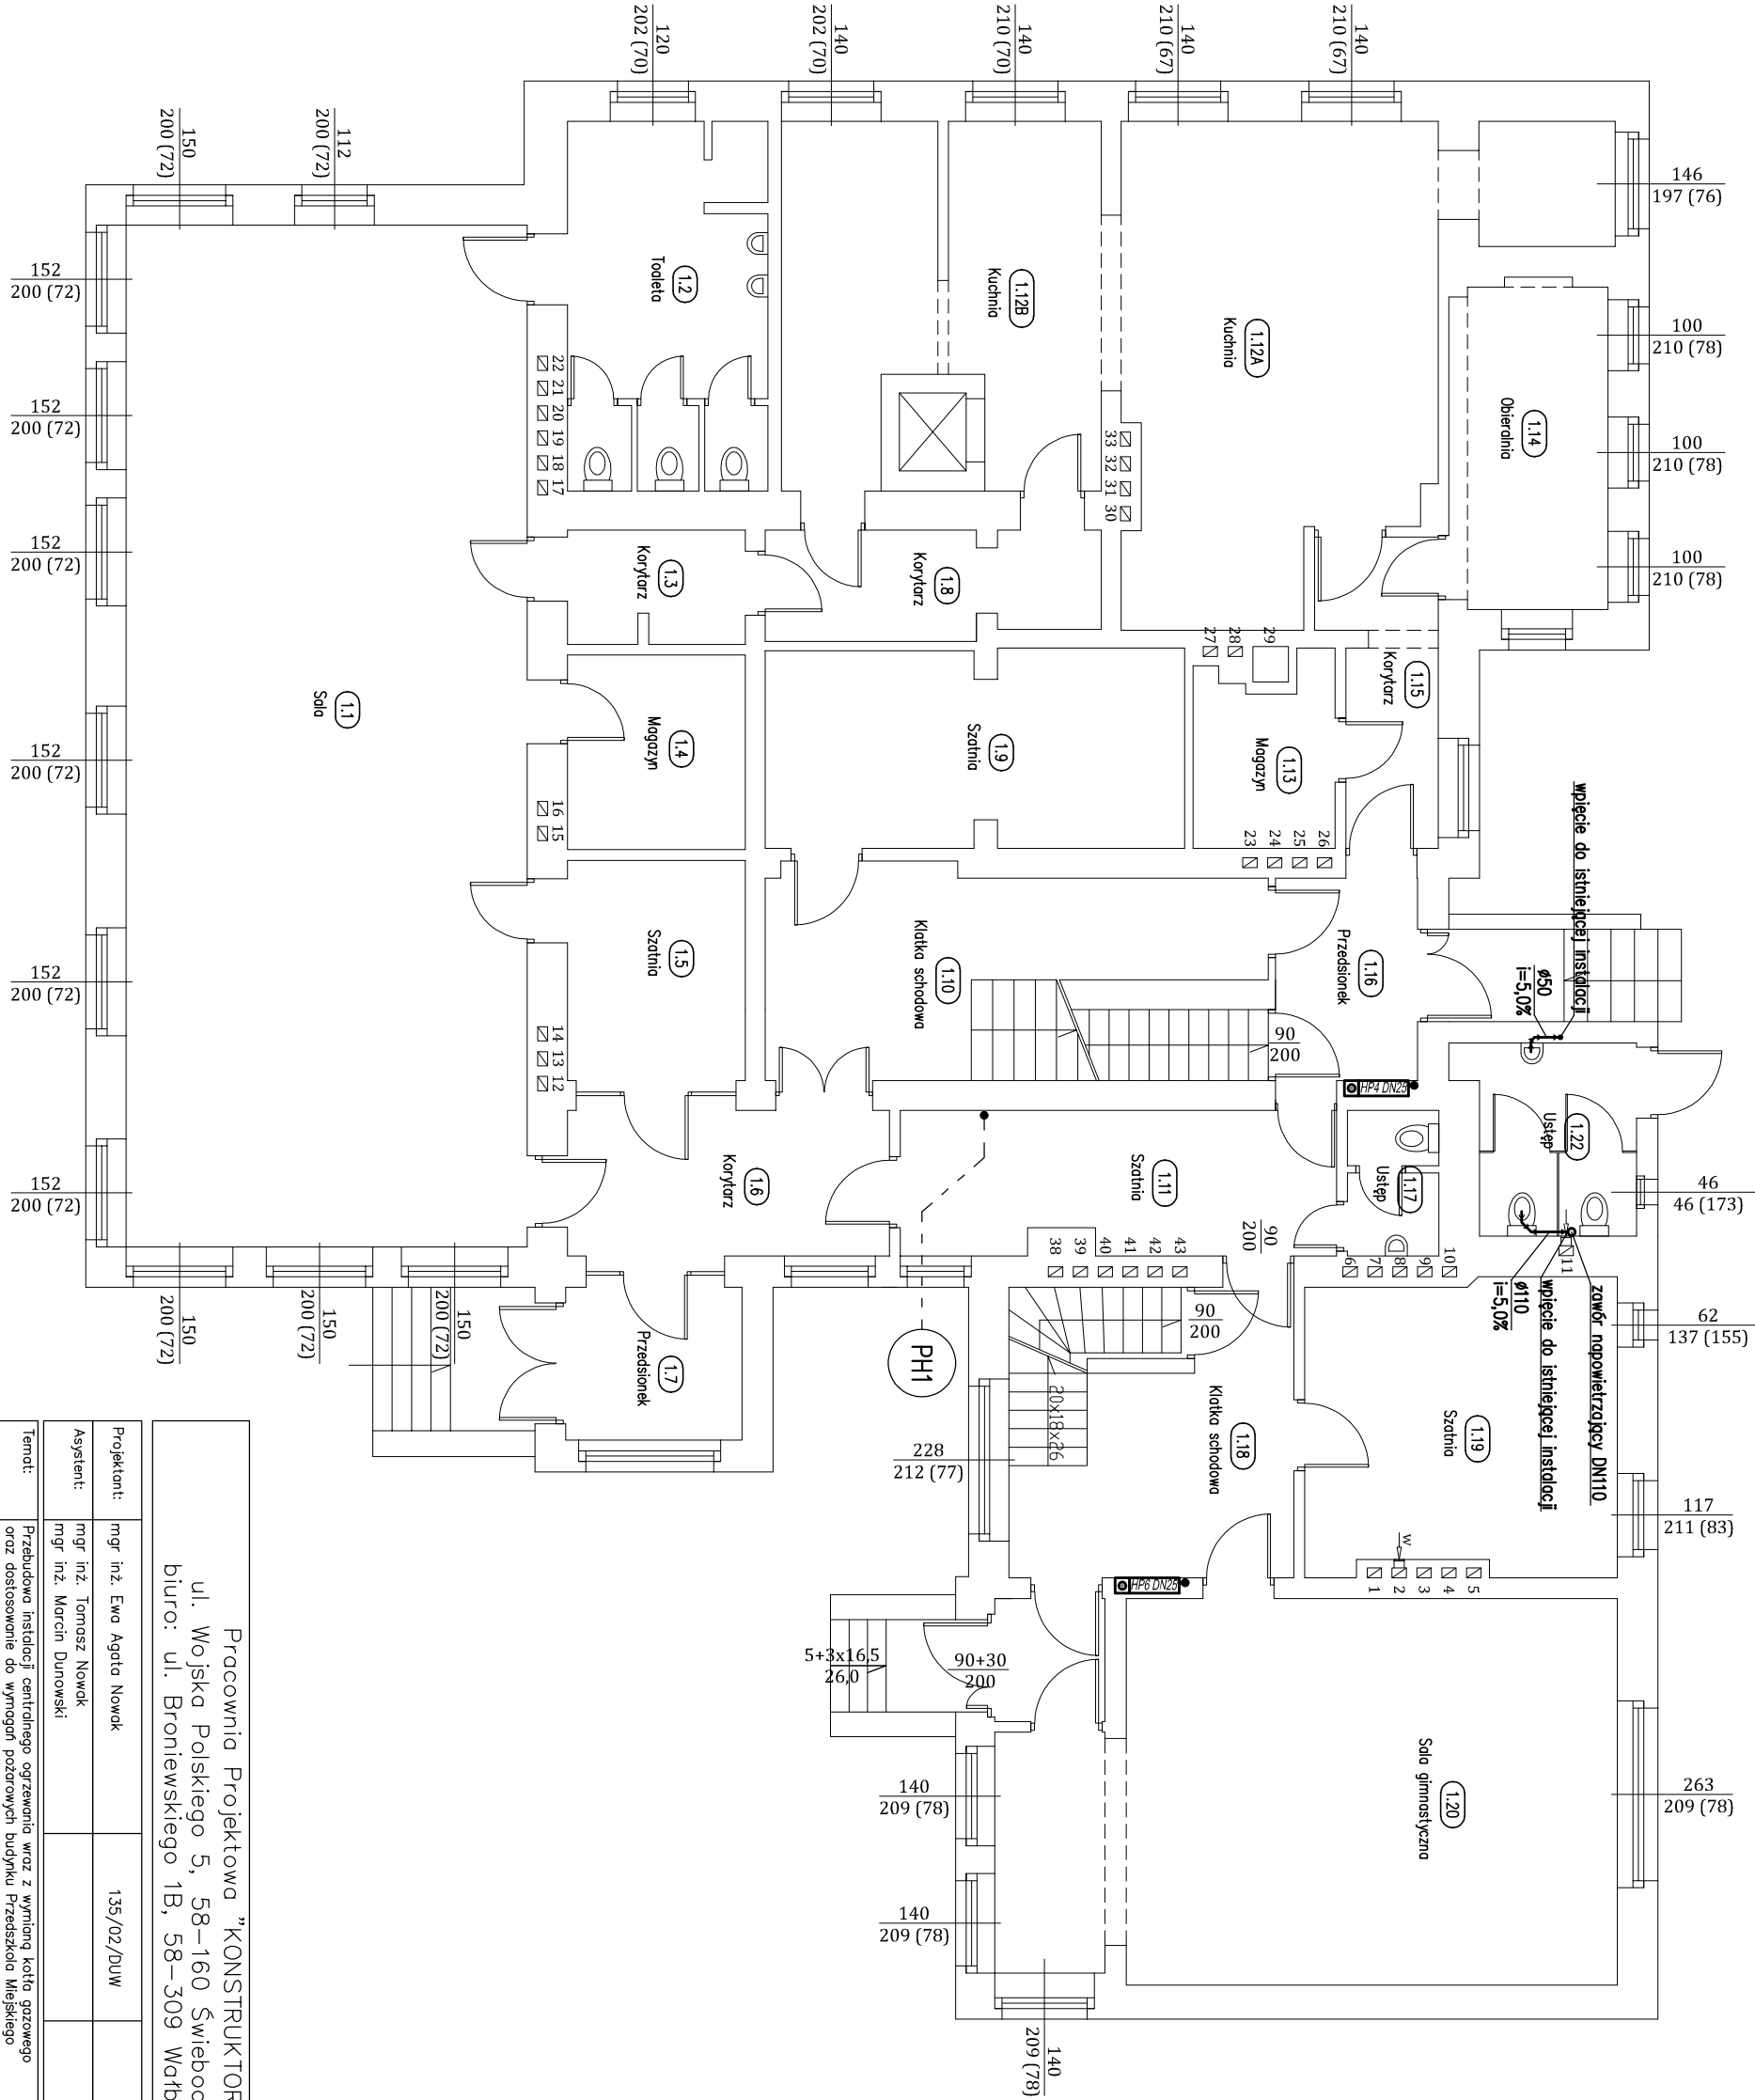 120
202 (70)
140
202 (70)
140
210 (70)
140
210 (67)
140
210 (67)
150
200 (72)
112
200 (72)
146
197 (76)
100
210 (78)
100
210 (78)
100
210 (78)
152
200 (72)
152
200 (72)
152
200 (72)
152
200 (72)
152
200 (72)
152
200 (72)
1.2
Toaleta
1.12B
Kuchnia
1.12A
Kuchnia
1.14
Obieralnia
22
21
20
19
18
17
33
32
31
30
1.3
Korytarz
1.8
Korytarz
27
28
29
1.15
Korytarz
1.1
Sala
1.4
Magazyn
1.9
Szatnia
1.13
Magazyn
16
15
23
24
25
26
wpięcie do istniejącej instalacji
ø50
i=5,0%
1.5
Szatnia
1.10
Klatka schodowa
1.16
Przedsionek
90
200
14
13
12
HP4 DN25
1.6
Korytarz
1.11
Szatnia
1.17
Ustęp
1.22
Ustęp
46
46 (173)
90
200
38
39
40
41
42
43
6
7
8
9
10
11
ø110
i=5,0%
wpięcie do istniejącej instalacji
zawór napowietrzający DN110
62
137 (155)
150
200 (72)
150
200 (72)
150
200 (72)
1.7
Przedsionek
PH1
90
200
20x18x26
1.18
Klatka schodowa
1.19
Szatnia
228
212 (77)
117
211 (83)
w
1
2
3
4
5
HP6 DN25
5+3x16,5
26,0
90+30
200
1.20
Sala gimnastyczna
263
209 (78)
140
209 (78)
140
209 (78)
140
209 (78)
Pracownia Projektowa "KONSTRUKTOR
ul. Wojska Polskiego 5, 58-160 Świebod
biuro: ul. Broniewskiego 1B, 58-309 Wałb
Projektant:
mgr inż. Ewa Agata Nowak
135/02/DUW
Asystent:
mgr inż. Tomasz Nowak
mgr inż. Marcin Dunowski
Temat:
Przebudowa instalacji centralnego ogrzewania wraz z wymianą kotła gazowego
oraz dostosowanie do wymagań pożarowych budynku Przedszkola Miejskiego